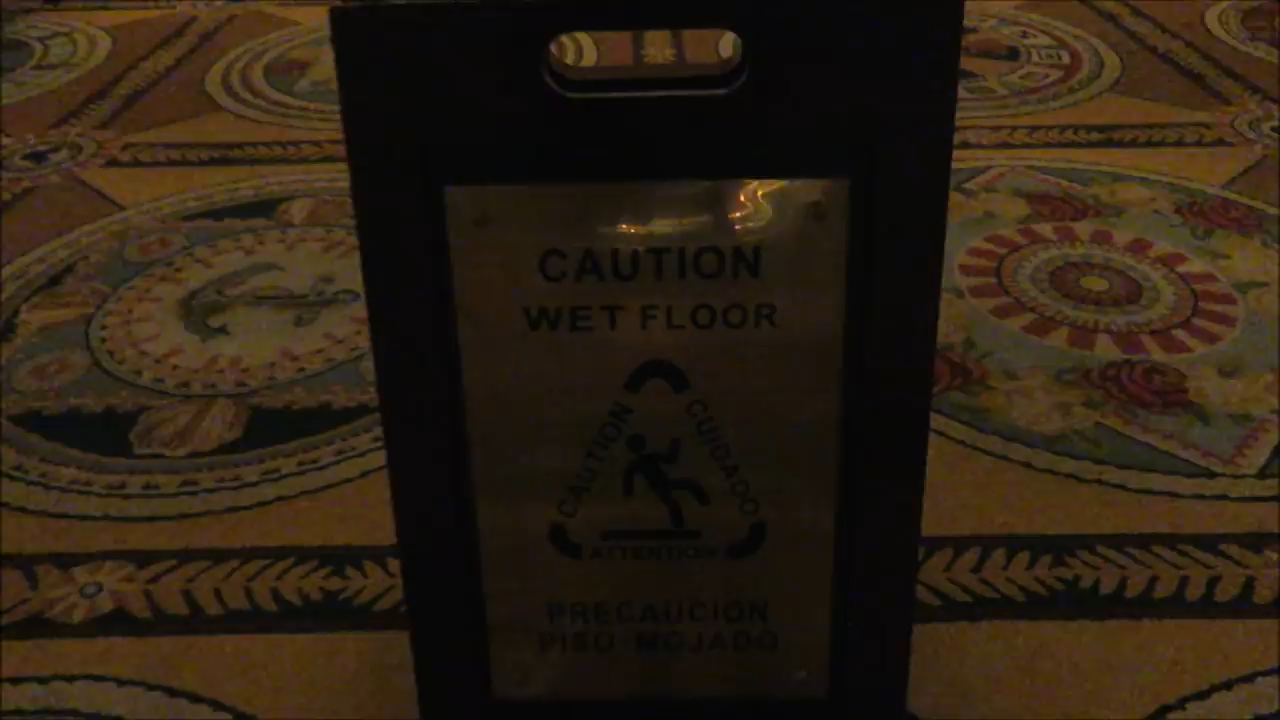 CAUTION
WET FLOOR
CAUTION
CUIDADO
ATTENTION
PRECAUCION
PISO MOJADO